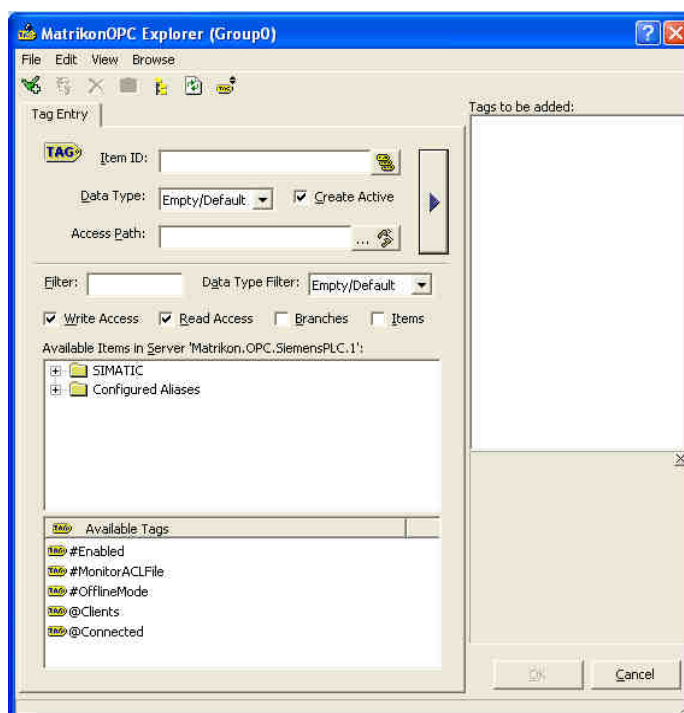 MatrikonOPC Explorer (Group0)
File Edit View Browse
Tag Entry
Tags to be added:
TAG
Item ID:
Data Type: Empty/Default Create Active
Access Path: ...
Filter: Data Type Filter: Empty/Default
Write Access Read Access Branches Items
Available Items in Server 'Matrikon.OPC.SiemensPLC.1':
SIMATIC
Configured Aliases
Available Tags
#Enabled
#MonitorACLFile
#OfflineMode
@Clients
@Connected
OK Cancel